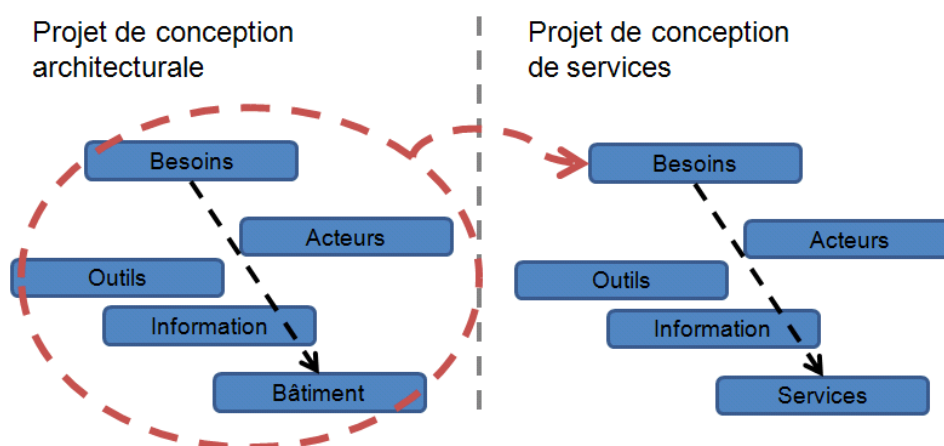 Projet de conception
architecturale
Besoins
Acteurs
Outils
Information
Bâtiment
Projet de conception
de services
Besoins
Acteurs
Outils
Information
Services